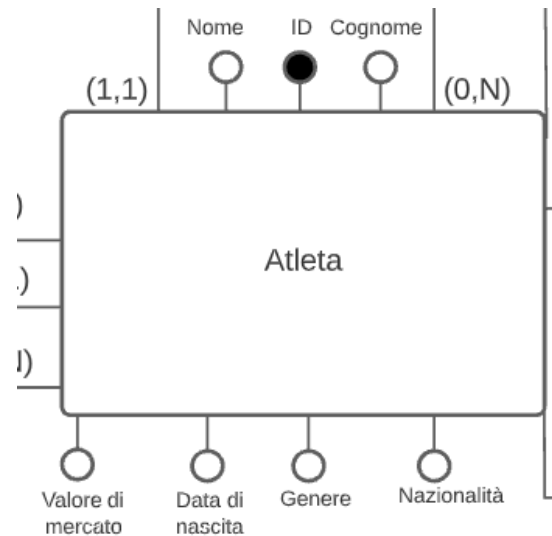 Nome ID Cognome
(1,1) (0,N)
)
Atleta
)
)
Valore di mercato
Data di nascita
Genere
Nazionalità